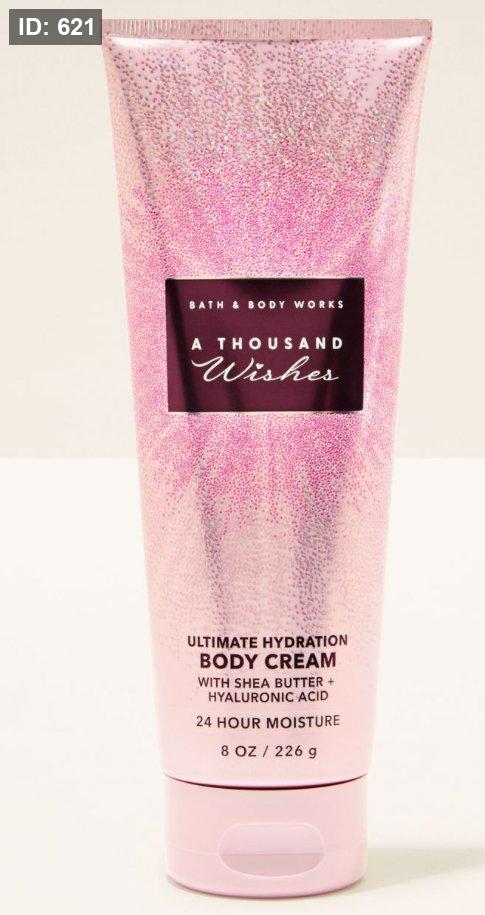 ID: 621
BATH & BODY WORKS
A THOUSAND
Wishes
ULTIMATE HYDRATION
BODY CREAM
WITH SHEA BUTTER +
HYALURONIC ACID
24 HOUR MOISTURE
8 OZ / 226 g